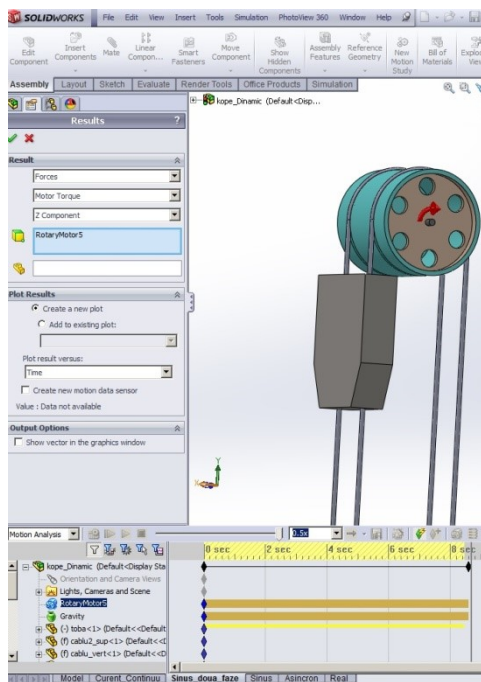 SOLIDWORKS File Edit View Insert Tools Simulation PhotoView 360 Window Help
Edit Component
Insert Components
Mate
Linear Compon...
Smart Fasteners
Move Component
Show Hidden Components
Assembly Features
Reference Geometry
New Motion Study
Bill of Materials
Explo
Vie
Assembly Layout Sketch Evaluate Render Tools Office Products Simulation
Results ?
kope_Dinamic (Default<Disp...
Result
Forces
Motor Torque
Z Component
RotaryMotor5
Plot Results
Create a new plot
Add to existing plot:
Plot result versus:
Time
Create new motion data sensor
Value : Data not available
Output Options
Show vector in the graphics window
Y
X
Motion Analysis 0.5x
0 sec 2 sec 4 sec 6 sec 8 sec
kope_Dinamic (Default<Display Sta
Orientation and Camera Views
Lights, Cameras and Scene
RotaryMotor5
Gravity
(-) toba<1> (Default<<Default
(f) cablu2_sup<1> (Default<<D
(f) cablu_vert<1> (Default<<D
Model Curent_Continuu Sinus_doua_faze Sinus Asincron Real